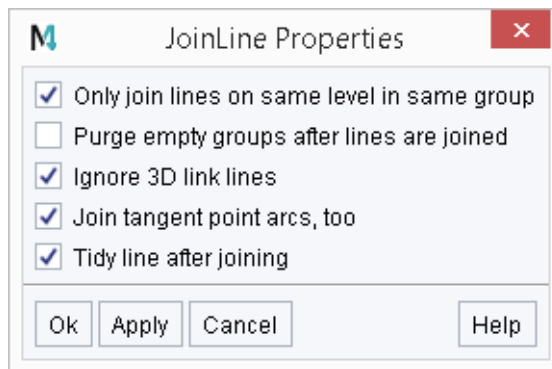 JoinLine Properties
Only join lines on same level in same group
Purge empty groups after lines are joined
Ignore 3D link lines
Join tangent point arcs, too
Tidy line after joining
Ok Apply Cancel Help